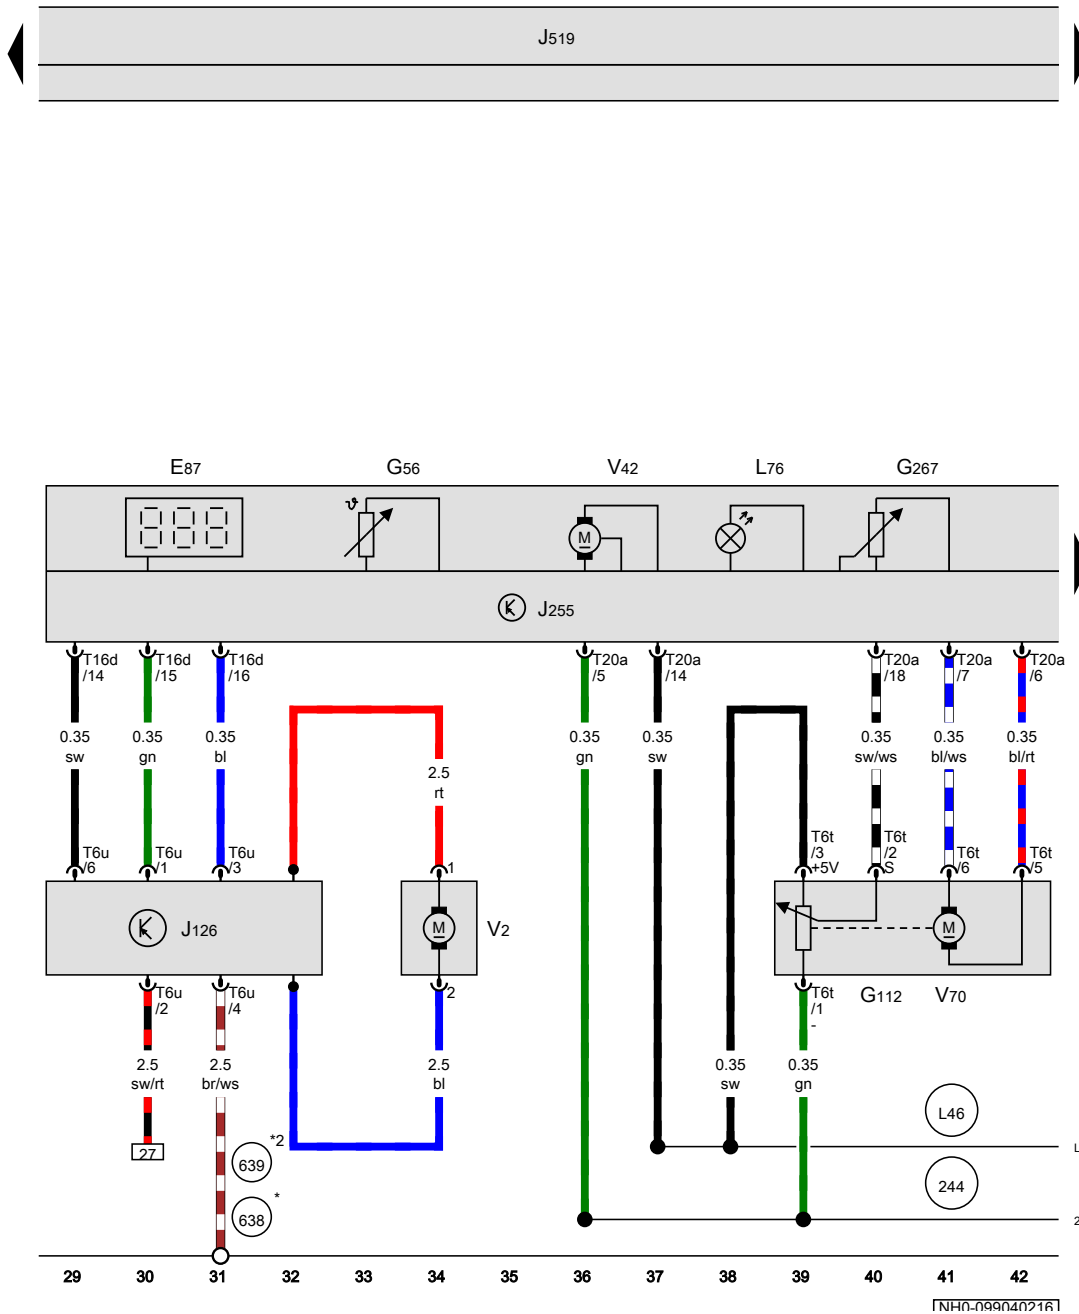 J519
E87 G56 V42 L76 G267
M
J255
T16d T16d T16d T20a T20a T20a T20a T20a
/14 /15 /16 /5 /14 /18 /7 /6
0.35 0.35 0.35 0.35 0.35 0.35 0.35 0.35
sw gn bl gn sw sw/ws bl/ws bl/rt
2.5
rt
T6u T6u T6u T6t T6t T6t T6t
/6 /1 /3 1 /3 /2 /6 /5
+5V S
J126 M V2 M
T6u T6u 2 T6t G112 V70
/2 /4 /1
-
2.5 2.5 2.5 0.35 0.35
sw/rt br/ws bl sw gn
L46
*2
27 639 L
244
*
638 2
29 30 31 32 33 34 35 36 37 38 39 40 41 42
NH0-099040216